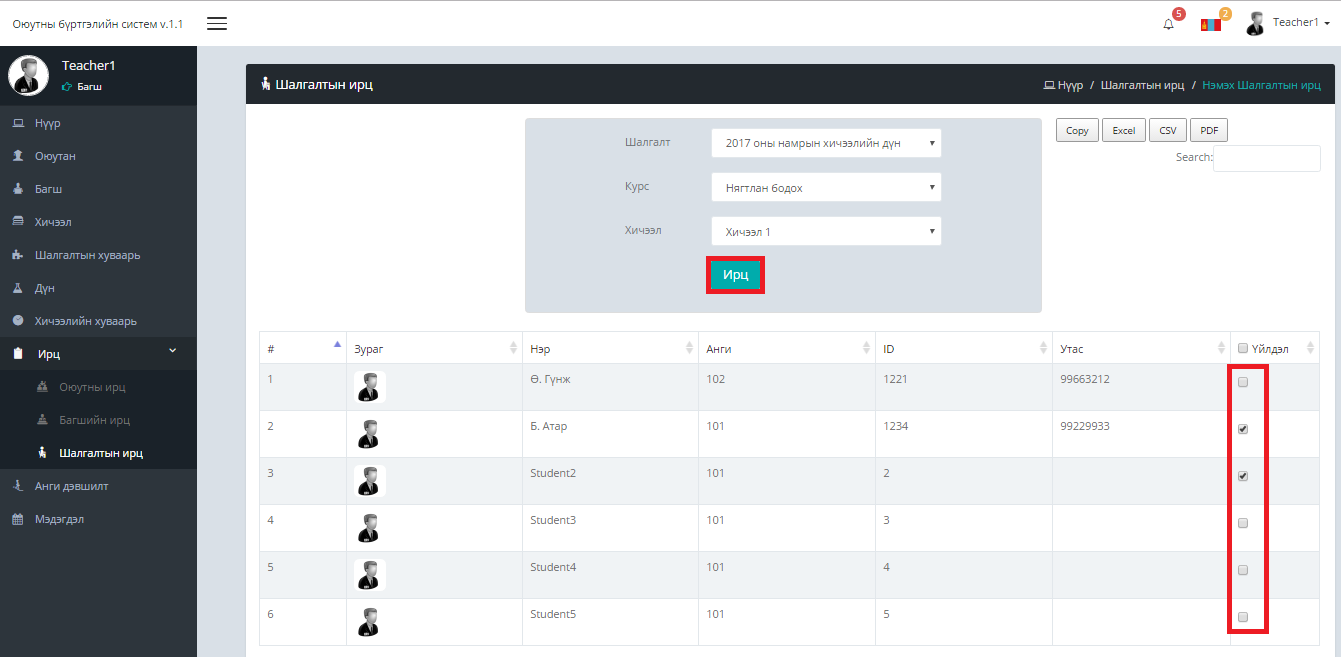 Оюутны бүртгэлийн систем v.1.1
5
2
Teacher1
Teacher1
Багш
Нүүр
Оюутан
Багш
Хичээл
Шалгалтын хуваарь
Дүн
Хичээлийн хуваарь
Ирц
Оюутны ирц
Багшийн ирц
Шалгалтын ирц
Анги дэвшилт
Мэдэгдэл
Шалгалтын ирц
Нүүр / Шалгалтын ирц / Нэмэх Шалгалтын ирц
Шалгалт 2017 оны намрын хичээлийн дүн
Курс Нягтлан бодох
Хичээл Хичээл 1
Ирц
Copy Excel CSV PDF
Search:
# Зураг Нэр Анги ID Утас Үйлдэл
1 Ө. Гүнж 102 1221 99663212
2 Б. Атар 101 1234 99229933
3 Student2 101 2
4 Student3 101 3
5 Student4 101 4
6 Student5 101 5